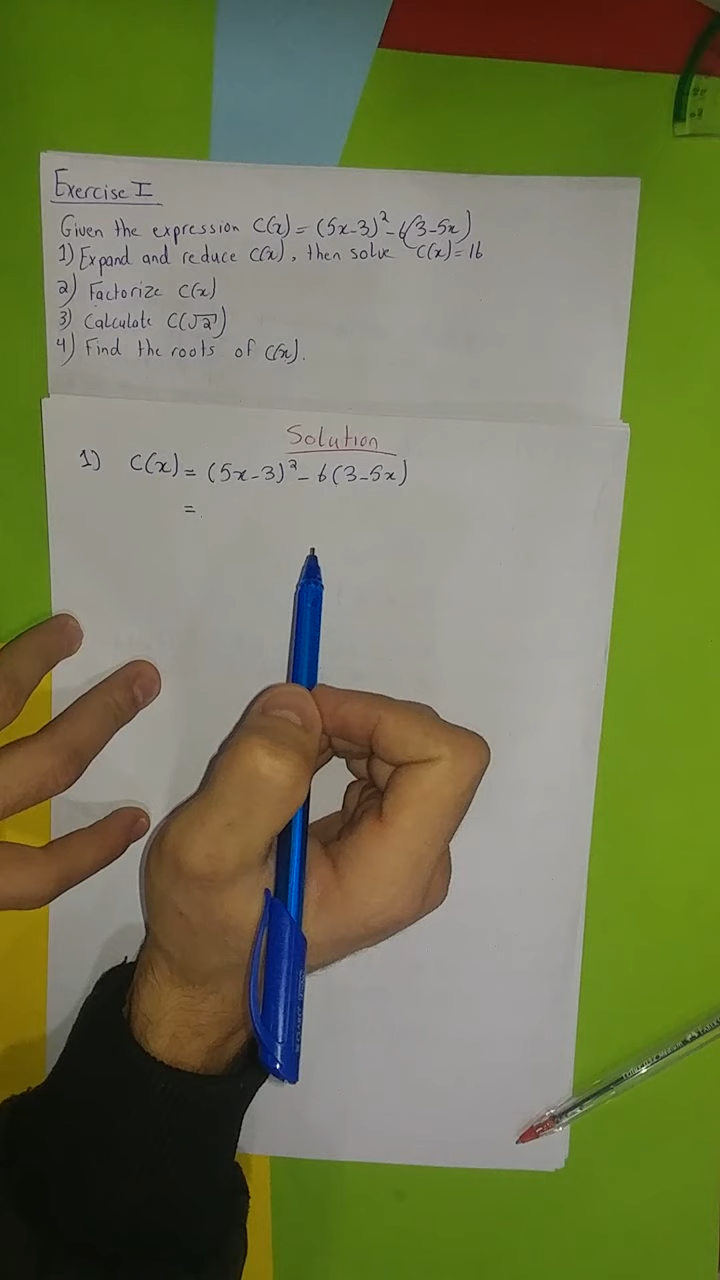 Exercise I
Given the expression C(x) = (5x-3)² - 6(3-5x)
1) Expand and reduce C(x), then solve C(x)=16
2) Factorize C(x)
3) Calculate C(√2)
4) Find the roots of C(x).
Solution
1) C(x) = (5x-3)² - 6(3-5x)
=